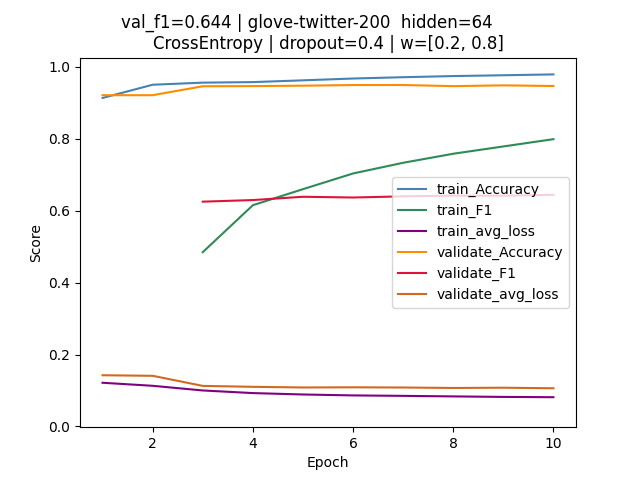 val_f1=0.644 | glove-twitter-200  hidden=64
CrossEntropy | dropout=0.4 | w=[0.2, 0.8]
1.0
0.8
0.6
0.4
0.2
0.0
Score
train_Accuracy
train_F1
train_avg_loss
validate_Accuracy
validate_F1
validate_avg_loss
2 4 6 8 10
Epoch